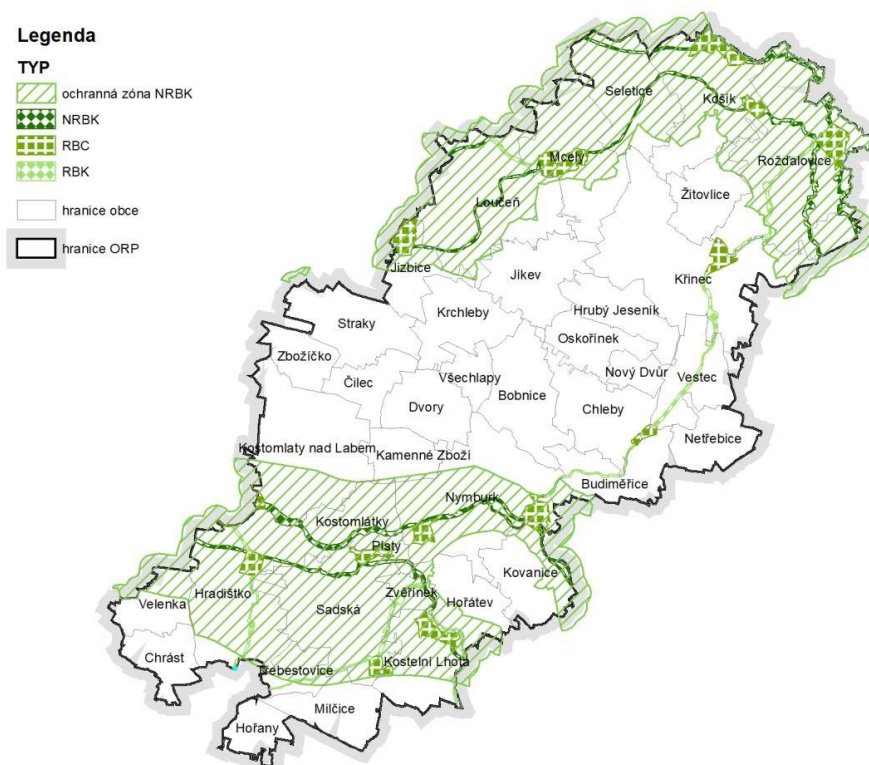 Legenda
TYP
ochranná zóna NRBK
NRBK
RBC
RBK
hranice obce
hranice ORP
Seletice
Košík
Mcely
Rožďalovice
Loučeň
Žitovlice
Jizbice
Jíkev
Křinec
Krchleby
Hrubý Jeseník
Straky
Oskořínek
Zbožíčko
Všechlapy
Nový Dvůr
Vestec
Čilec
Bobnice
Dvory
Chleby
Netřebice
Kostomlaty nad Labem
Kamenné Zboží
Budiměřice
Nymburk
Kostomlátky
Písty
Kovanice
Zvěřínek
Hradištko
Hořátev
Velenka
Sadská
Chrást
Kostelní Lhota
Třebestovice
Milčice
Hořany